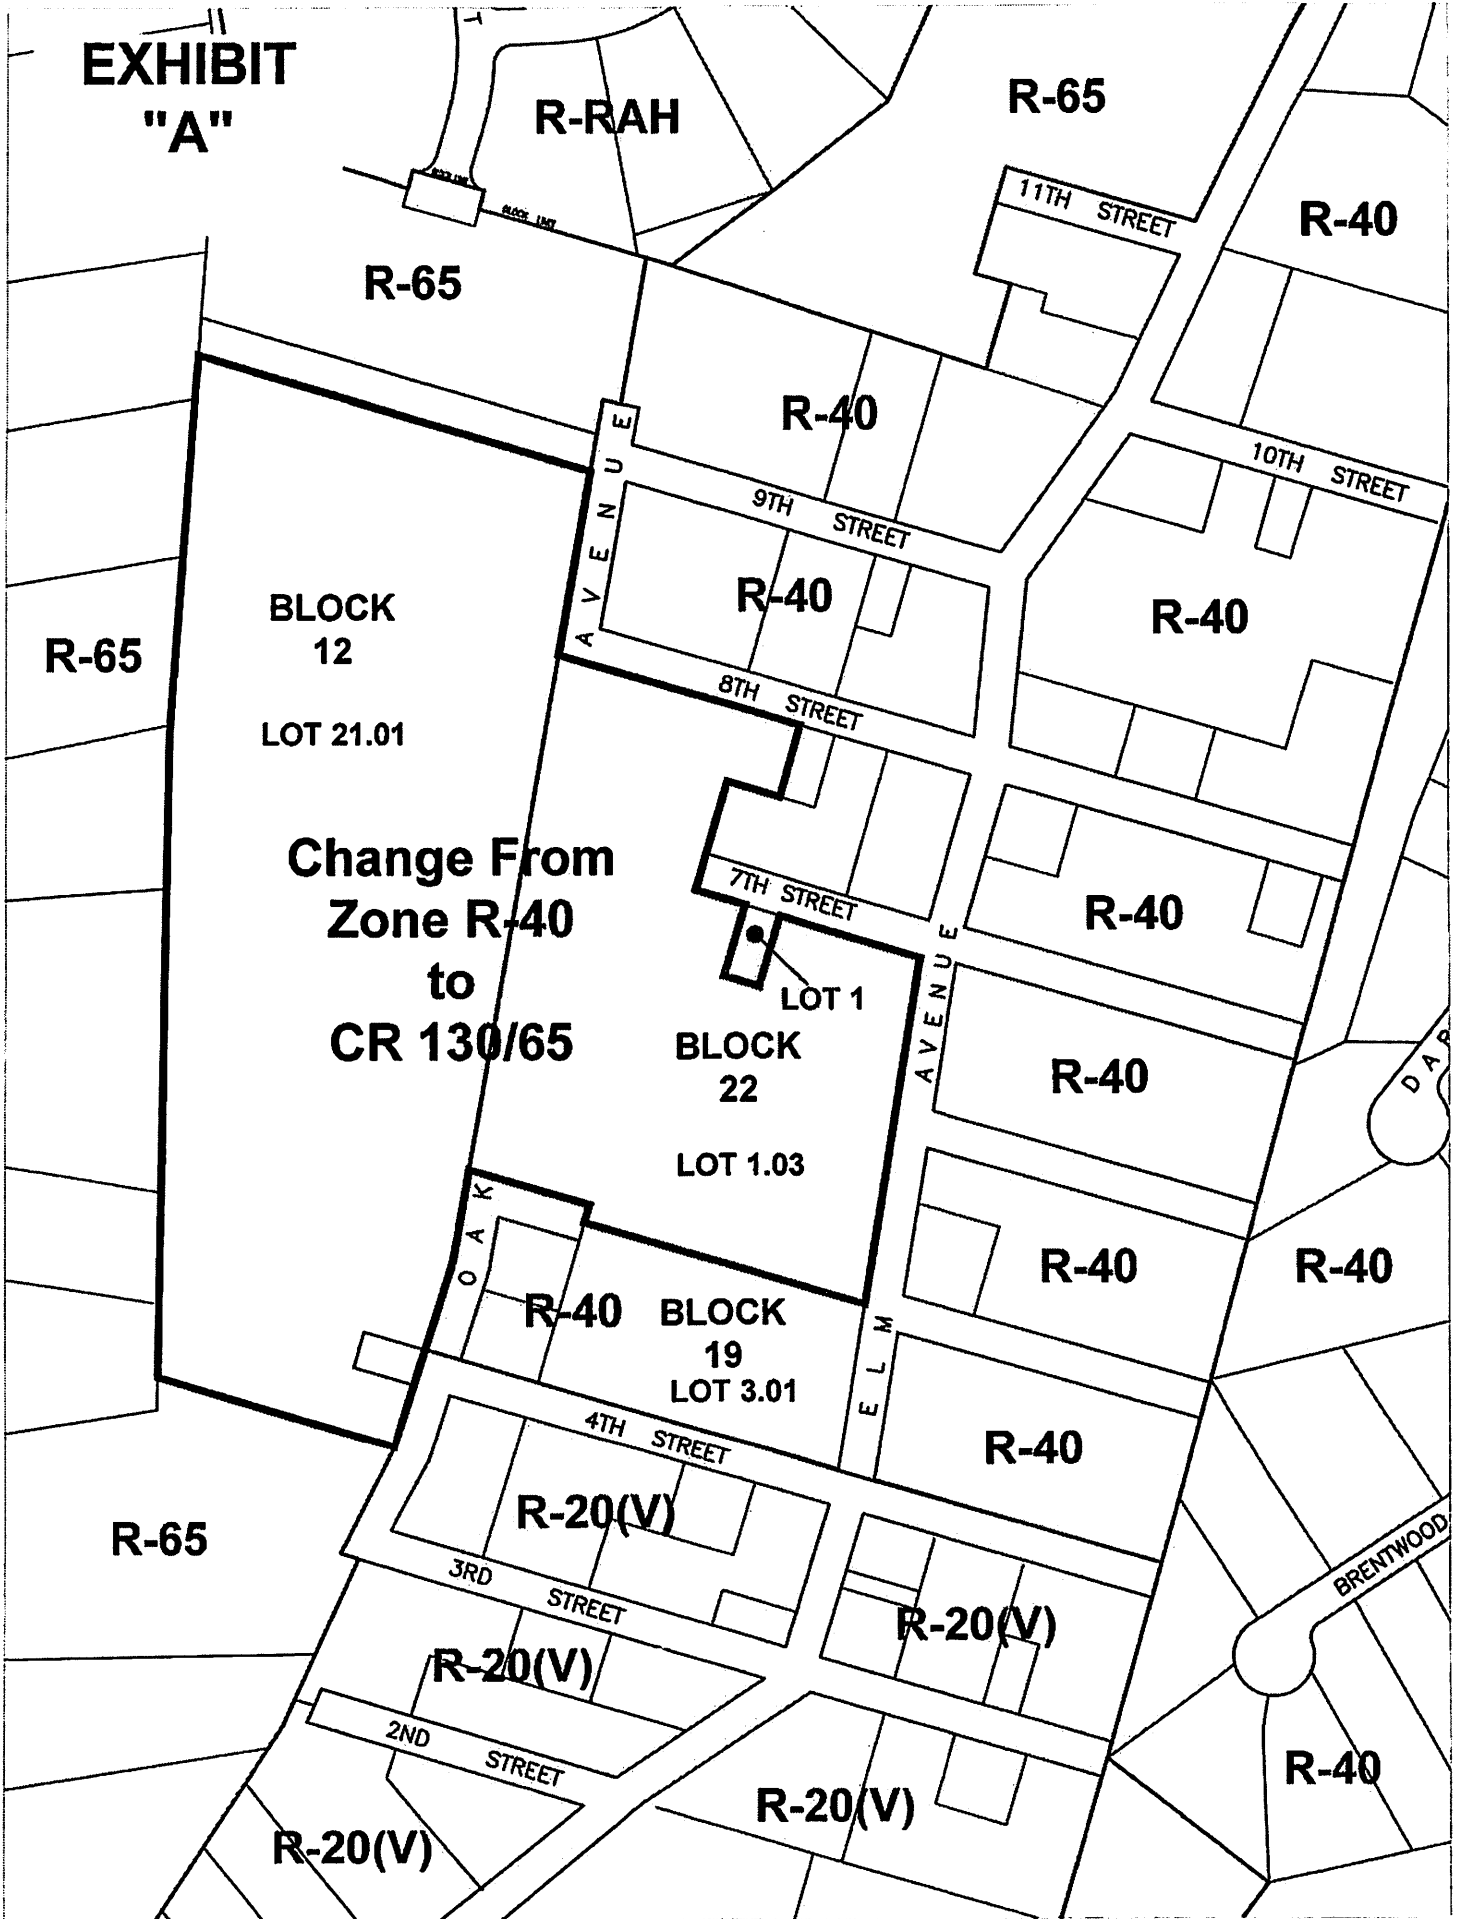 EXHIBIT
"A"
R-RAH
R-65
11TH STREET
R-40
BLOCK LIMIT
R-65
R-40
10TH STREET
AVENUE
9TH STREET
R-40
R-40
BLOCK
12
R-65
8TH STREET
LOT 21.01
Change From
Zone R-40
to
CR 130/65
7TH STREET
R-40
LOT 1
AVENUE
BLOCK
22
R-40
DAR
LOT 1.03
OAK
R-40
R-40
R-40
BLOCK
19
LOT 3.01
ELM
4TH STREET
R-40
R-20(V)
R-65
BRENTWOOD
3RD STREET
R-20(V)
R-20(V)
2ND STREET
R-40
R-20(V)
R-20(V)